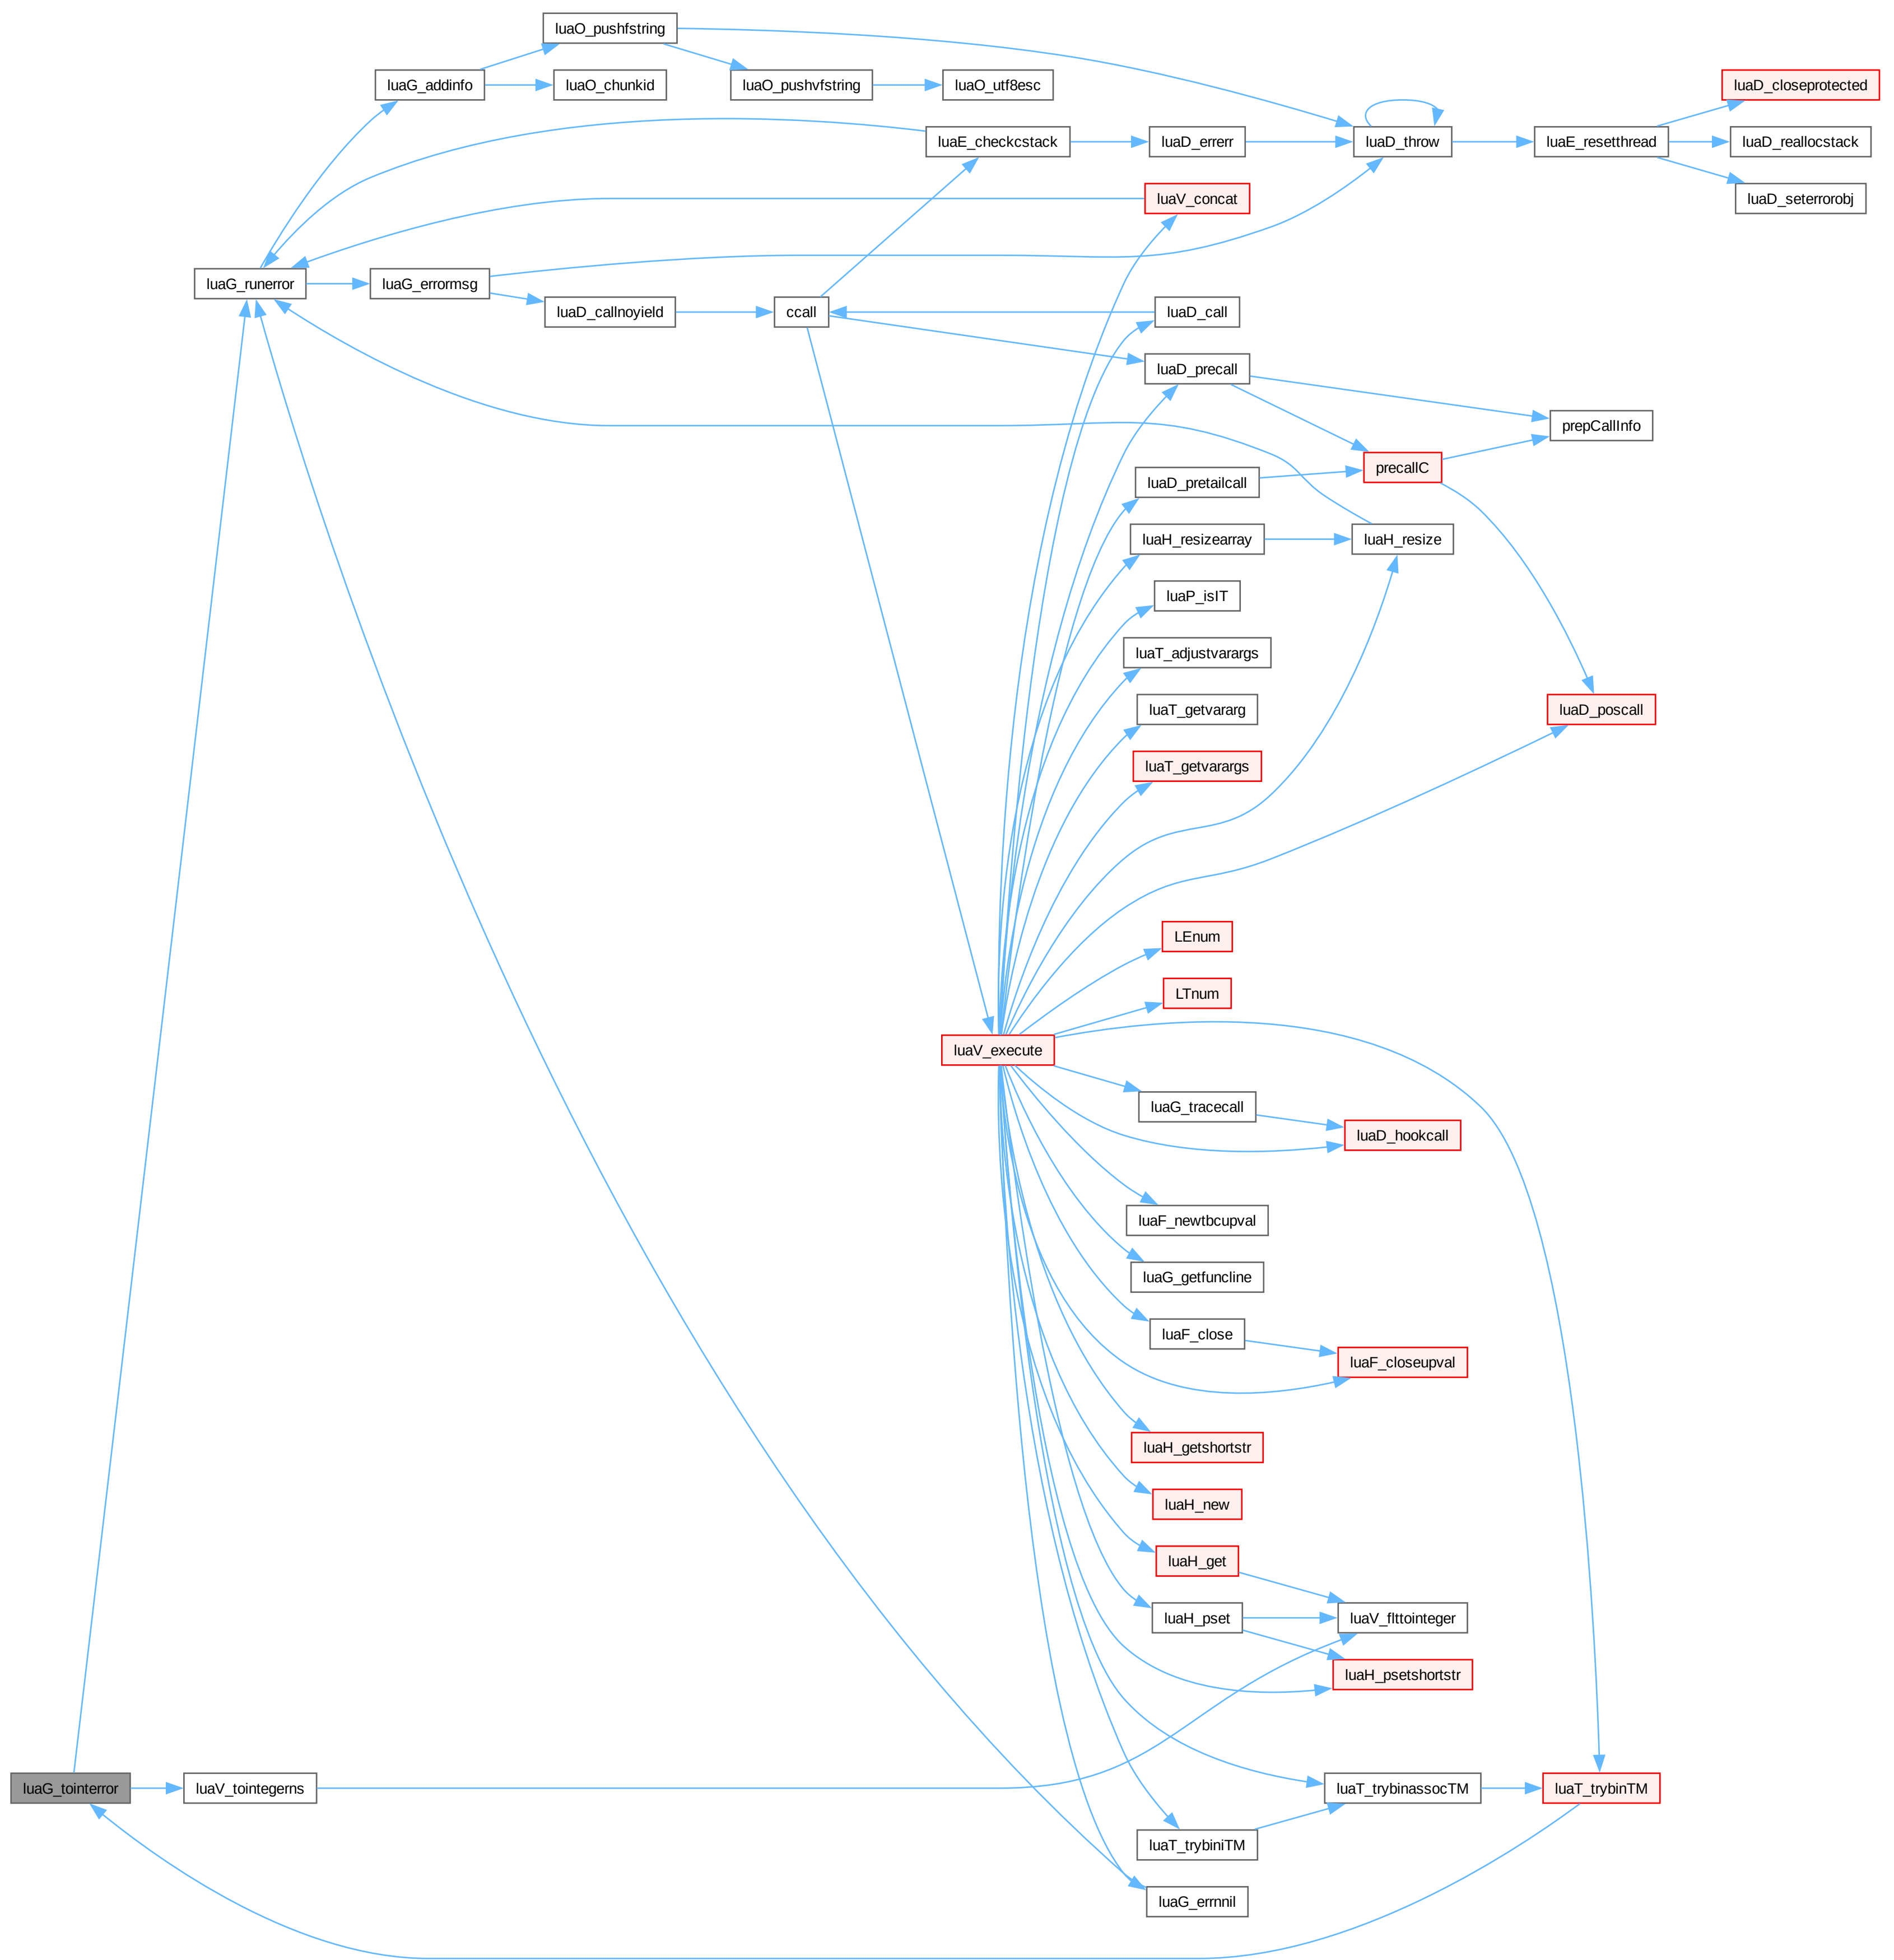 luaO_pushfstring
luaG_addinfo
luaO_chunkid
luaO_pushvfstring
luaO_utf8esc
luaD_closeprotected
luaE_checkcstack
luaD_errerr
luaD_throw
luaE_resetthread
luaD_reallocstack
luaV_concat
luaD_seterrorobj
luaG_runerror
luaG_errormsg
luaD_callnoyield
ccall
luaD_call
luaD_precall
prepCallInfo
precallC
luaD_pretailcall
luaH_resizearray
luaH_resize
luaP_isIT
luaT_adjustvarargs
luaT_getvararg
luaD_poscall
luaT_getvarargs
LEnum
LTnum
luaV_execute
luaG_tracecall
luaD_hookcall
luaF_newtbcupval
luaG_getfuncline
luaF_close
luaF_closeupval
luaH_getshortstr
luaH_new
luaH_get
luaH_pset
luaV_flttointeger
luaH_psetshortstr
luaG_tointerror
luaV_tointegerns
luaT_trybinassocTM
luaT_trybinTM
luaT_trybiniTM
luaG_errnnil